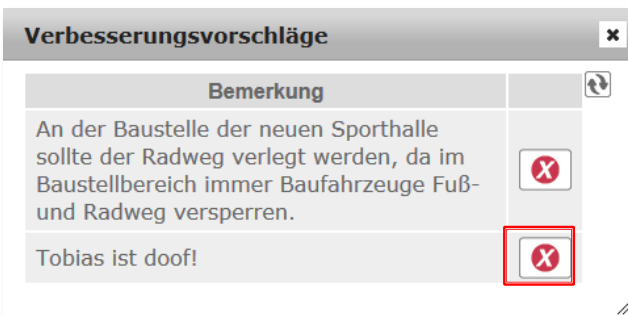 Verbesserungsvorschläge
Bemerkung
An der Baustelle der neuen Sporthalle
sollte der Radweg verlegt werden, da im
Baustellbereich immer Baufahrzeuge Fuß-
und Radweg versperren.
Tobias ist doof!